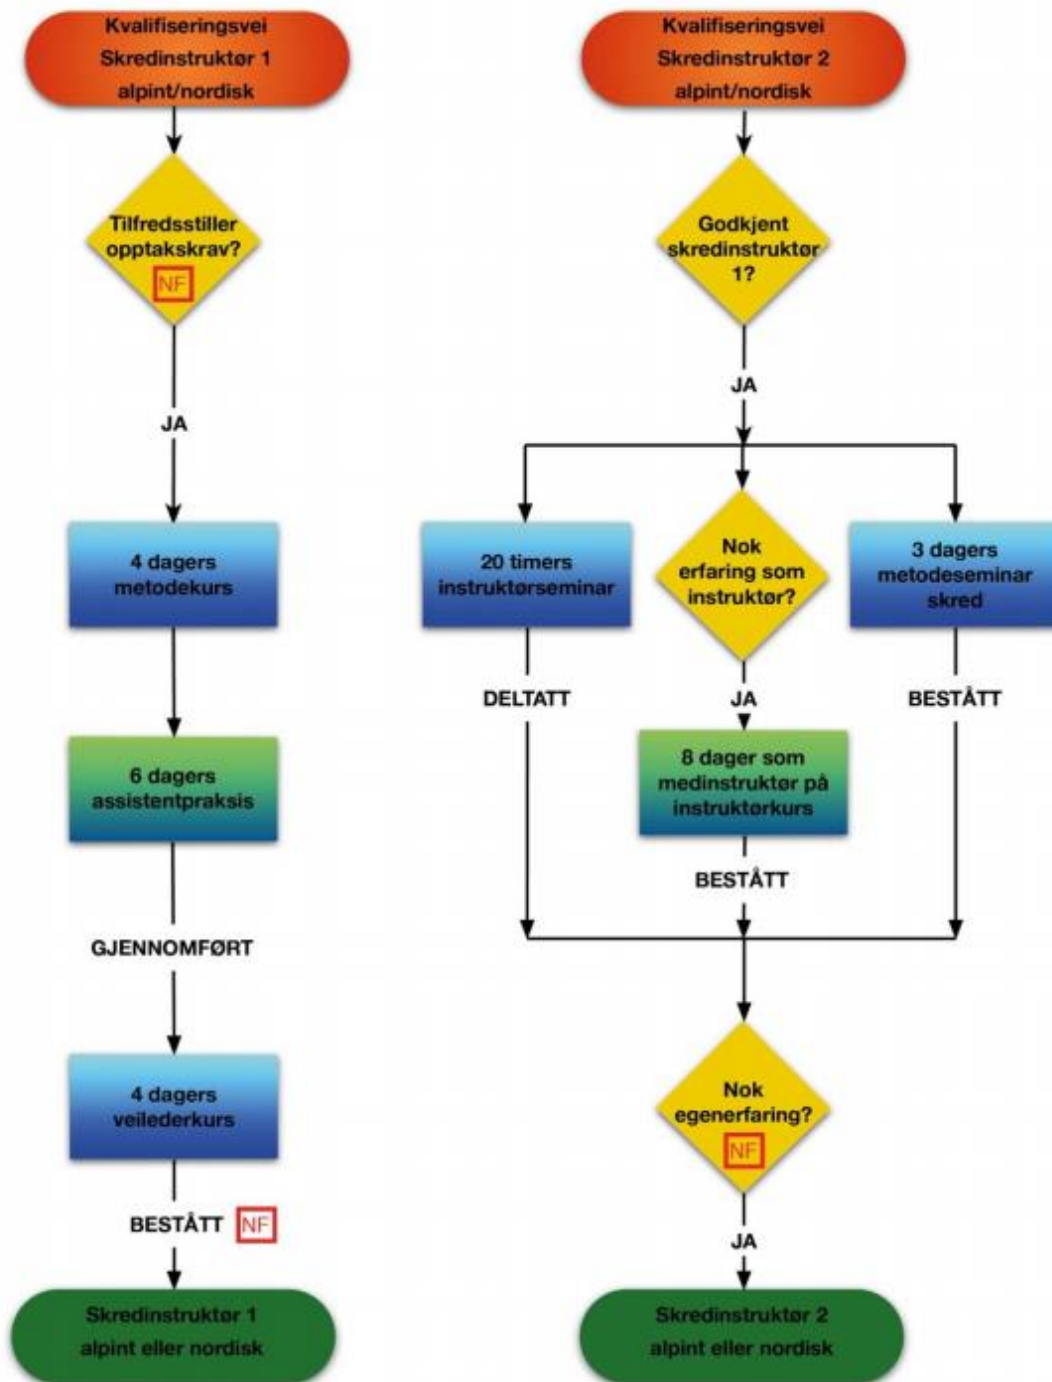 Kvalifiseringsvei
Skredinstruktør 1
alpint/nordisk
Tilfredsstiller
opptakskrav?
NF
JA
4 dagers
metodekurs
6 dagers
assistentpraksis
GJENNOMFØRT
4 dagers
veilederkurs
BESTÅTT NF
Skredinstruktør 1
alpint eller nordisk
Kvalifiseringsvei
Skredinstruktør 2
alpint/nordisk
Godkjent
skredinstruktør
1?
JA
20 timers
instruktørseminar
DELTATT
Nok
erfaring som
instruktør?
JA
8 dager som
medinstruktør på
instruktørkurs
BESTÅTT
3 dagers
metodeseminar
skred
BESTÅTT
Nok
egenerfaring?
NF
JA
Skredinstruktør 2
alpint eller nordisk